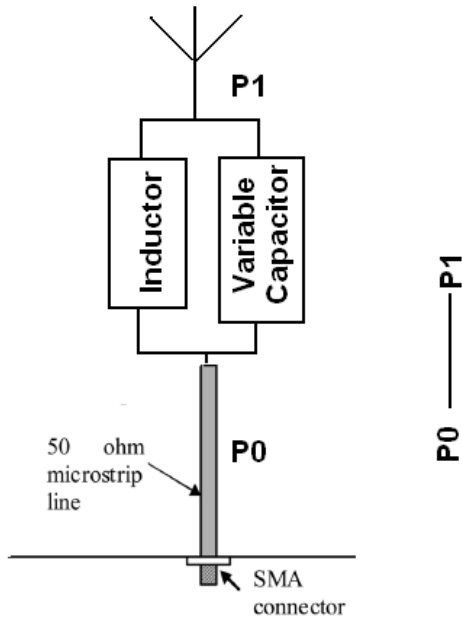 P1
Inductor
Variable
Capacitor
P1
P0
50 ohm
microstrip
line
P0
SMA
connector